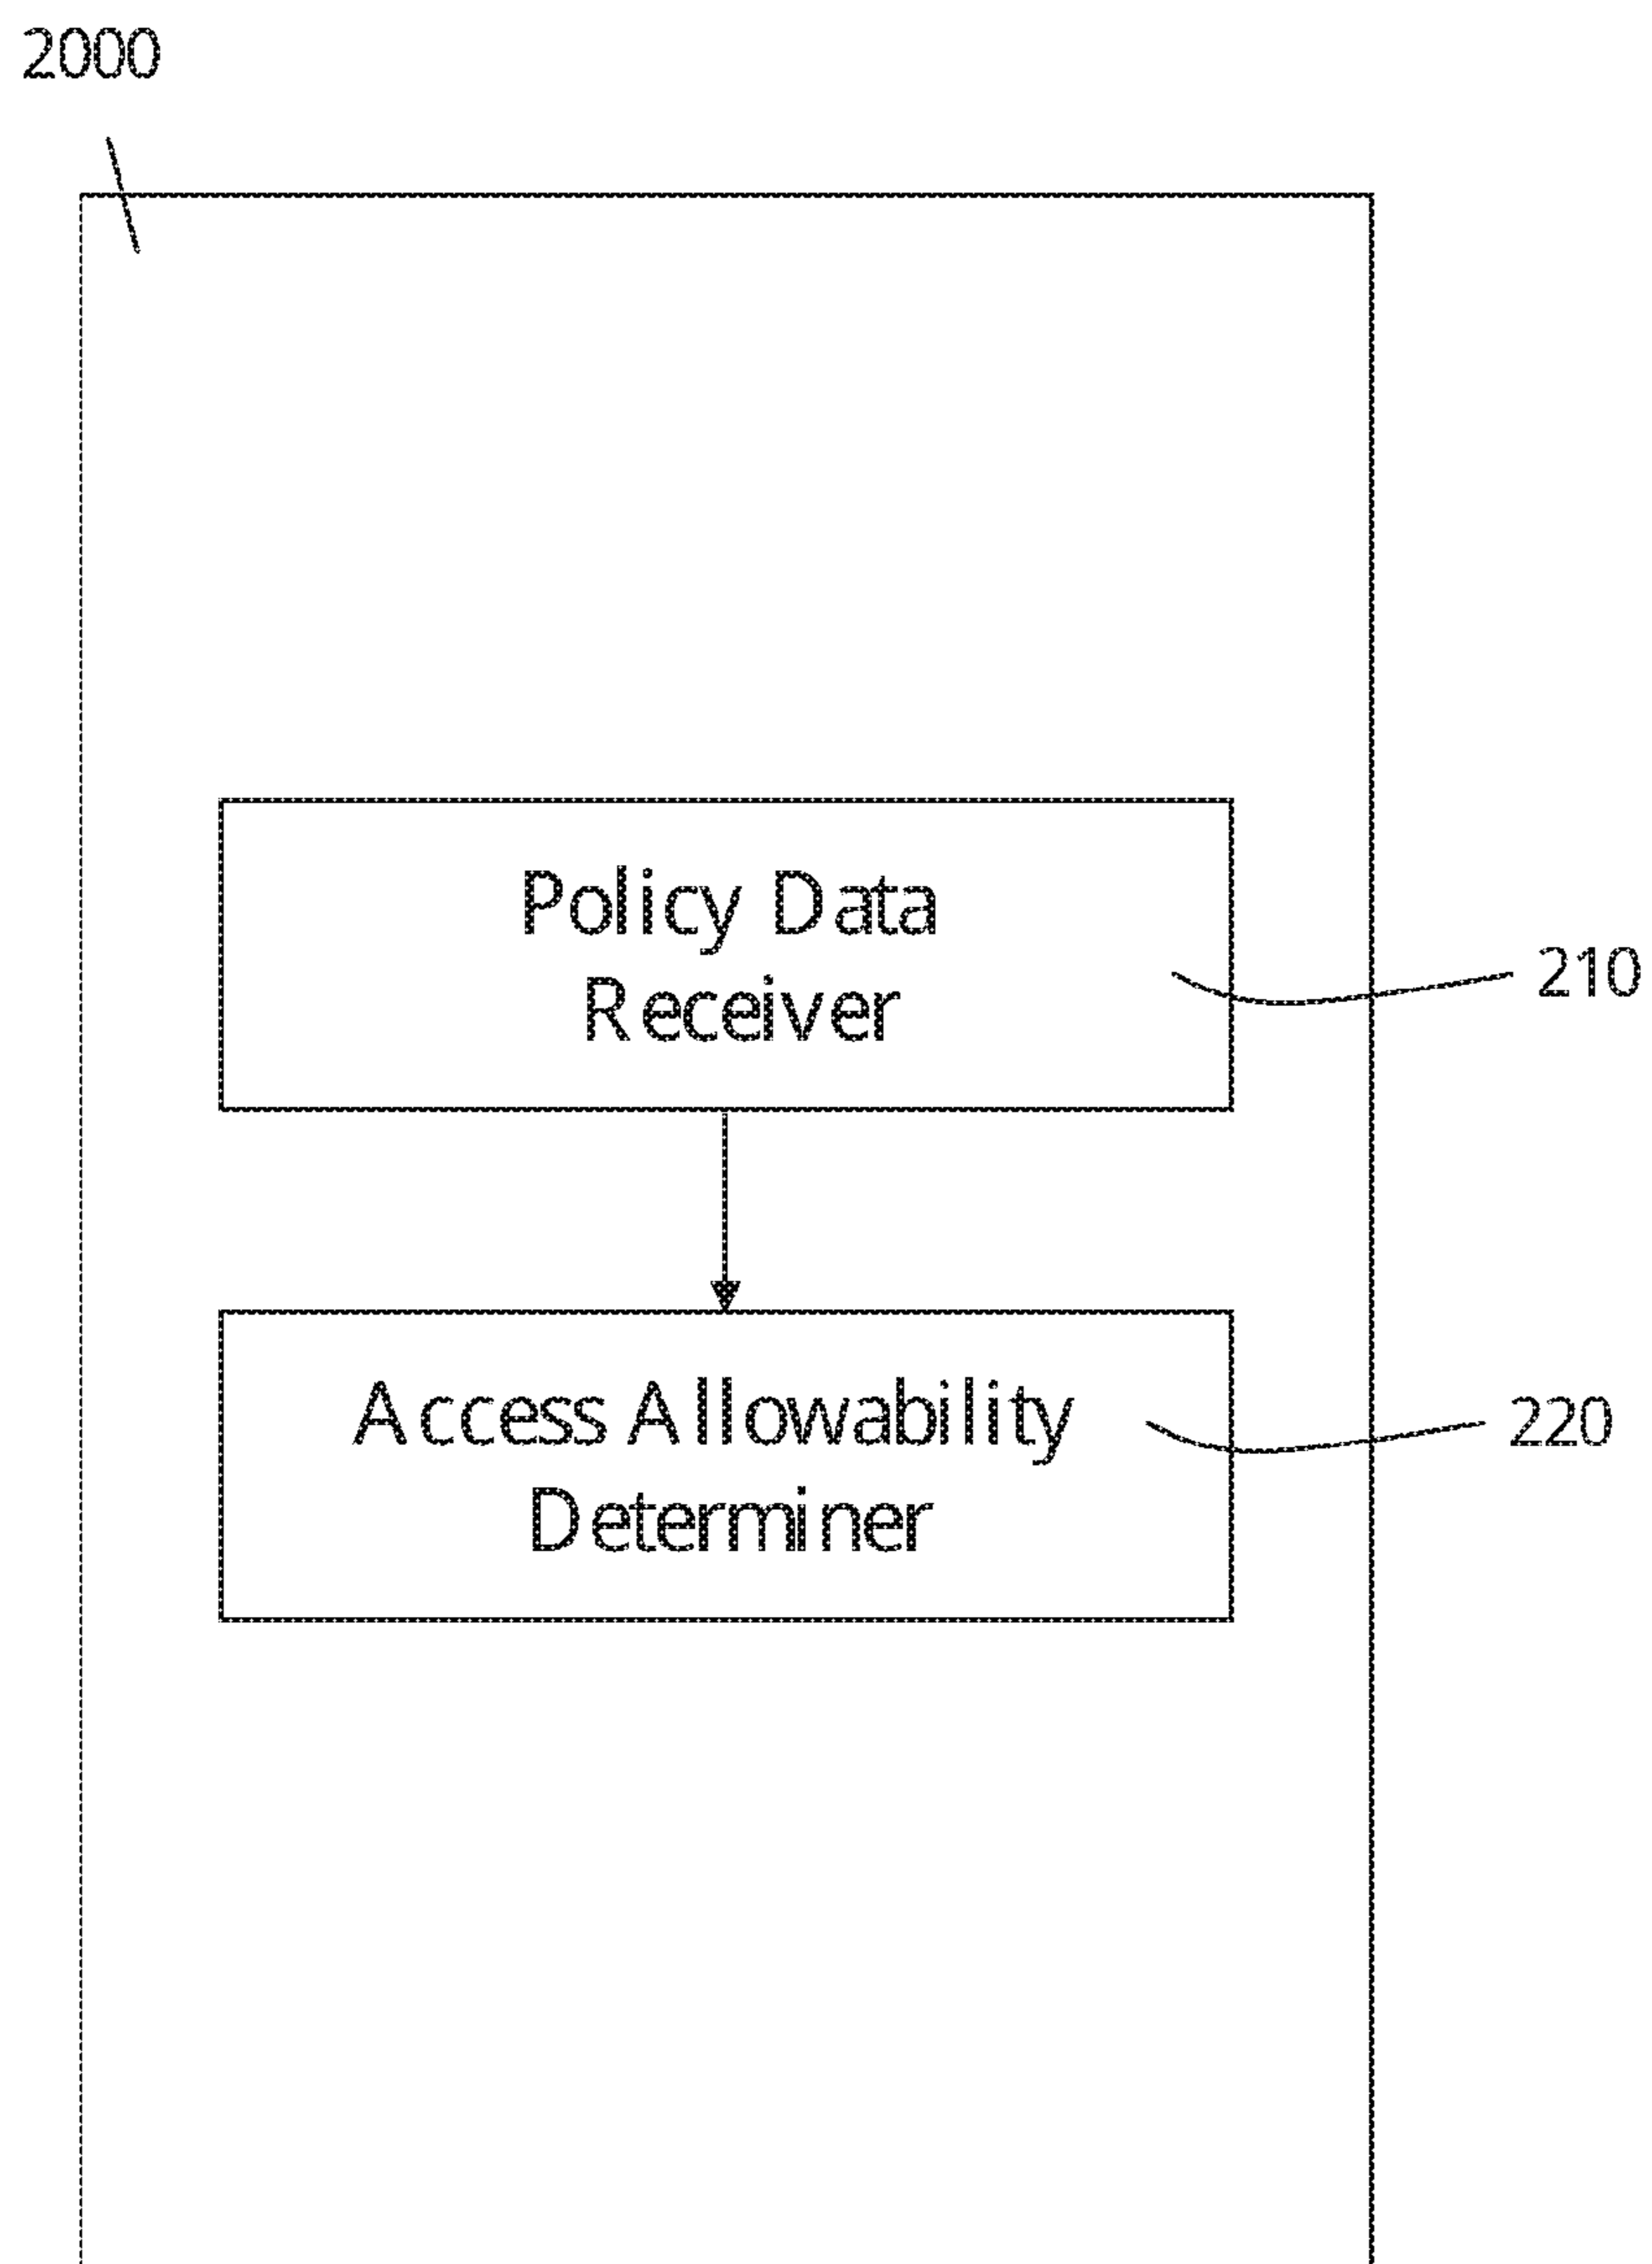 2000
Policy Data
Receiver
210
Access Allowability
Determiner
220